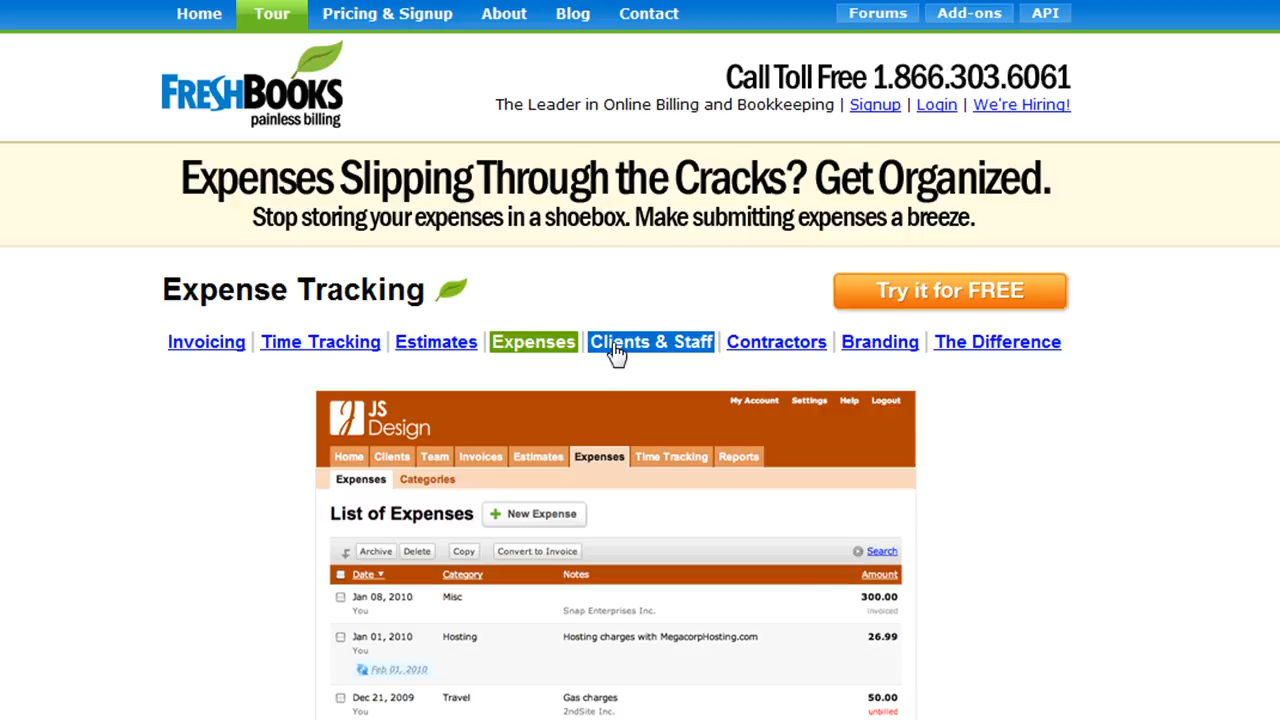 Home Tour Pricing & Signup About Blog Contact Forums Add-ons API
FRESHBOOKS
painless billing
Call Toll Free 1.866.303.6061
The Leader in Online Billing and Bookkeeping | Signup | Login | We're Hiring!
Expenses Slipping Through the Cracks? Get Organized.
Stop storing your expenses in a shoebox. Make submitting expenses a breeze.
Expense Tracking
Try it for FREE
Invoicing | Time Tracking | Estimates | Expenses | Clients & Staff | Contractors | Branding | The Difference
My Account Settings Help Logout
J JS Design
Home Clients Team Invoices Estimates Expenses Time Tracking Reports
Expenses Categories
List of Expenses + New Expense
Archive Delete Copy Convert to Invoice Search
Date Category Notes Amount
Jan 08, 2010 Misc 300.00
You Snap Enterprises Inc. invoiced
Jan 01, 2010 Hosting Hosting charges with MegacorpHosting.com 26.99
You
Feb 01, 2010
Dec 21, 2009 Travel Gas charges 50.00
You 2ndSite Inc. unbilled